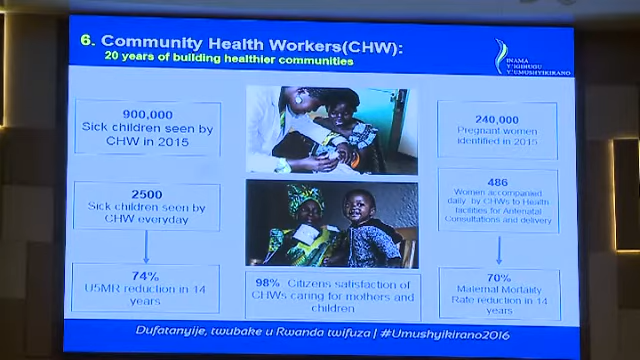 6. Community Health Workers(CHW):
20 years of building healthier communities
INAMA
Y'IGIHUGU
Y'UMUSHYIKIRANO
900,000
Sick children seen by
CHW in 2015
2500
Sick children seen by
CHW everyday
74%
U5MR reduction in 14
years
98% Citizens satisfaction of
CHWs caring for mothers and
children
240,000
Pregnant women
identified in 2015
486
Women accompanied
daily by CHWs to Health
facilities for Antenatal
Consultations and delivery
70%
Maternal Mortality
Rate reduction in 14
years
Dufatanyije, twubake u Rwanda twifuza | #Umushyikirano2016